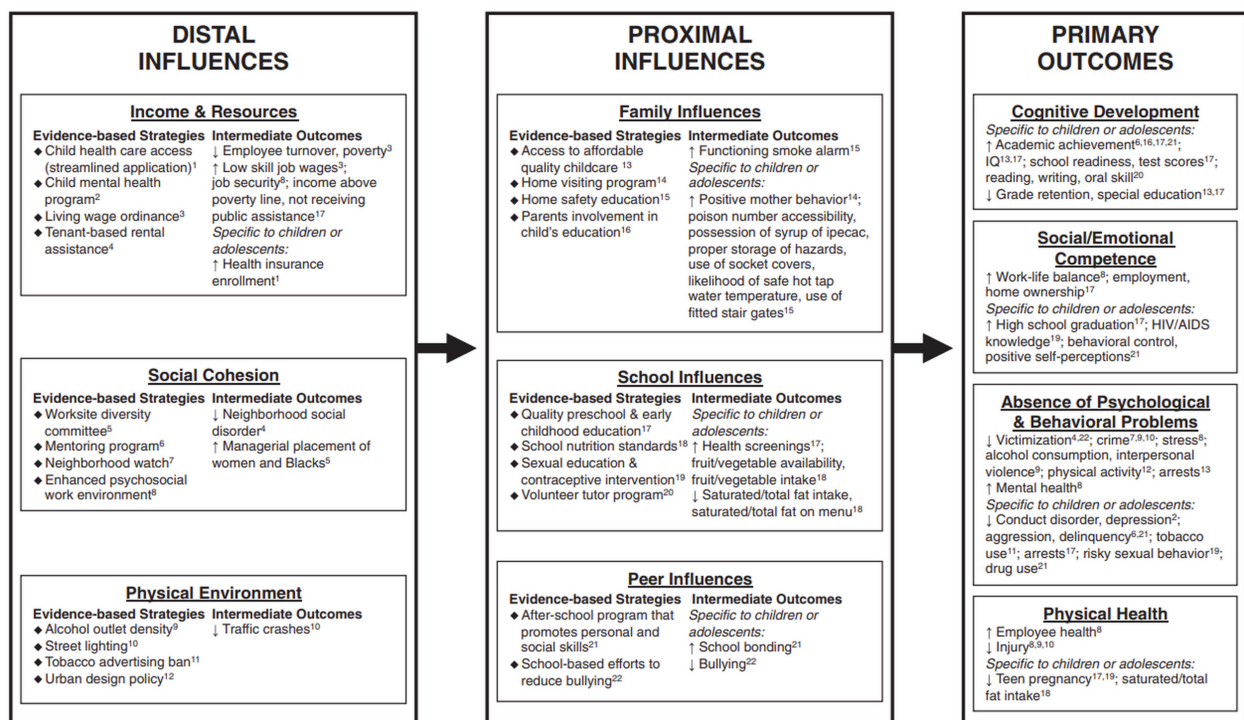 DISTAL
INFLUENCES
Income & Resources
Evidence-based Strategies
◆ Child health care access
(streamlined application)¹
◆ Child mental health
program²
◆ Living wage ordinance³
◆ Tenant-based rental
assistance⁴
Intermediate Outcomes
↓ Employee turnover, poverty³
↑ Low skill job wages³;
job security⁸; income above
poverty line, not receiving
public assistance¹⁷
Specific to children or
adolescents:
↑ Health insurance
enrollment¹
Social Cohesion
Evidence-based Strategies
◆ Worksite diversity
committee⁵
◆ Mentoring program⁶
◆ Neighborhood watch⁷
◆ Enhanced psychosocial
work environment⁸
Intermediate Outcomes
↓ Neighborhood social
disorder⁴
↑ Managerial placement of
women and Blacks⁵
Physical Environment
Evidence-based Strategies
◆ Alcohol outlet density⁹
◆ Street lighting¹⁰
◆ Tobacco advertising ban¹¹
◆ Urban design policy¹²
Intermediate Outcomes
↓ Traffic crashes¹⁰
PROXIMAL
INFLUENCES
Family Influences
Evidence-based Strategies
◆ Access to affordable
quality childcare ¹³
◆ Home visiting program¹⁴
◆ Home safety education¹⁵
◆ Parents involvement in
child's education¹⁶
Intermediate Outcomes
↑ Functioning smoke alarm¹⁵
Specific to children or
adolescents:
↑ Positive mother behavior¹⁴;
poison number accessibility,
possession of syrup of ipecac,
proper storage of hazards,
use of socket covers,
likelihood of safe hot tap
water temperature, use of
fitted stair gates¹⁵
School Influences
Evidence-based Strategies
◆ Quality preschool & early
childhood education¹⁷
◆ School nutrition standards¹⁸
◆ Sexual education &
contraceptive intervention¹⁹
◆ Volunteer tutor program²⁰
Intermediate Outcomes
Specific to children or
adolescents:
↑ Health screenings¹⁷;
fruit/vegetable availability,
fruit/vegetable intake¹⁸
↓ Saturated/total fat intake,
saturated/total fat on menu¹⁸
Peer Influences
Evidence-based Strategies
◆ After-school program that
promotes personal and
social skills²¹
◆ School-based efforts to
reduce bullying²²
Intermediate Outcomes
Specific to children or
adolescents:
↑ School bonding²¹
↓ Bullying²²
PRIMARY
OUTCOMES
Cognitive Development
Specific to children or adolescents:
↑ Academic achievement⁶,¹⁶,¹⁷,²¹;
IQ¹³,¹⁷; school readiness, test scores¹⁷;
reading, writing, oral skill²⁰
↓ Grade retention, special education¹³,¹⁷
Social/Emotional
Competence
↑ Work-life balance⁸; employment,
home ownership¹⁷
Specific to children or adolescents:
↑ High school graduation¹⁷; HIV/AIDS
knowledge¹⁹; behavioral control,
positive self-perceptions²¹
Absence of Psychological
& Behavioral Problems
↓ Victimization⁴,²²; crime⁷,⁹,¹⁰; stress⁸;
alcohol consumption, interpersonal
violence⁹; physical activity¹²; arrests¹³
↑ Mental health⁸
Specific to children or adolescents:
↓ Conduct disorder, depression²;
aggression, delinquency⁶,²¹; tobacco
use¹¹; arrests¹⁷; risky sexual behavior¹⁹;
drug use²¹
Physical Health
↑ Employee health⁸
↓ Injury⁸,⁹,¹⁰
Specific to children or adolescents:
↓ Teen pregnancy¹⁷,¹⁹; saturated/total
fat intake¹⁸